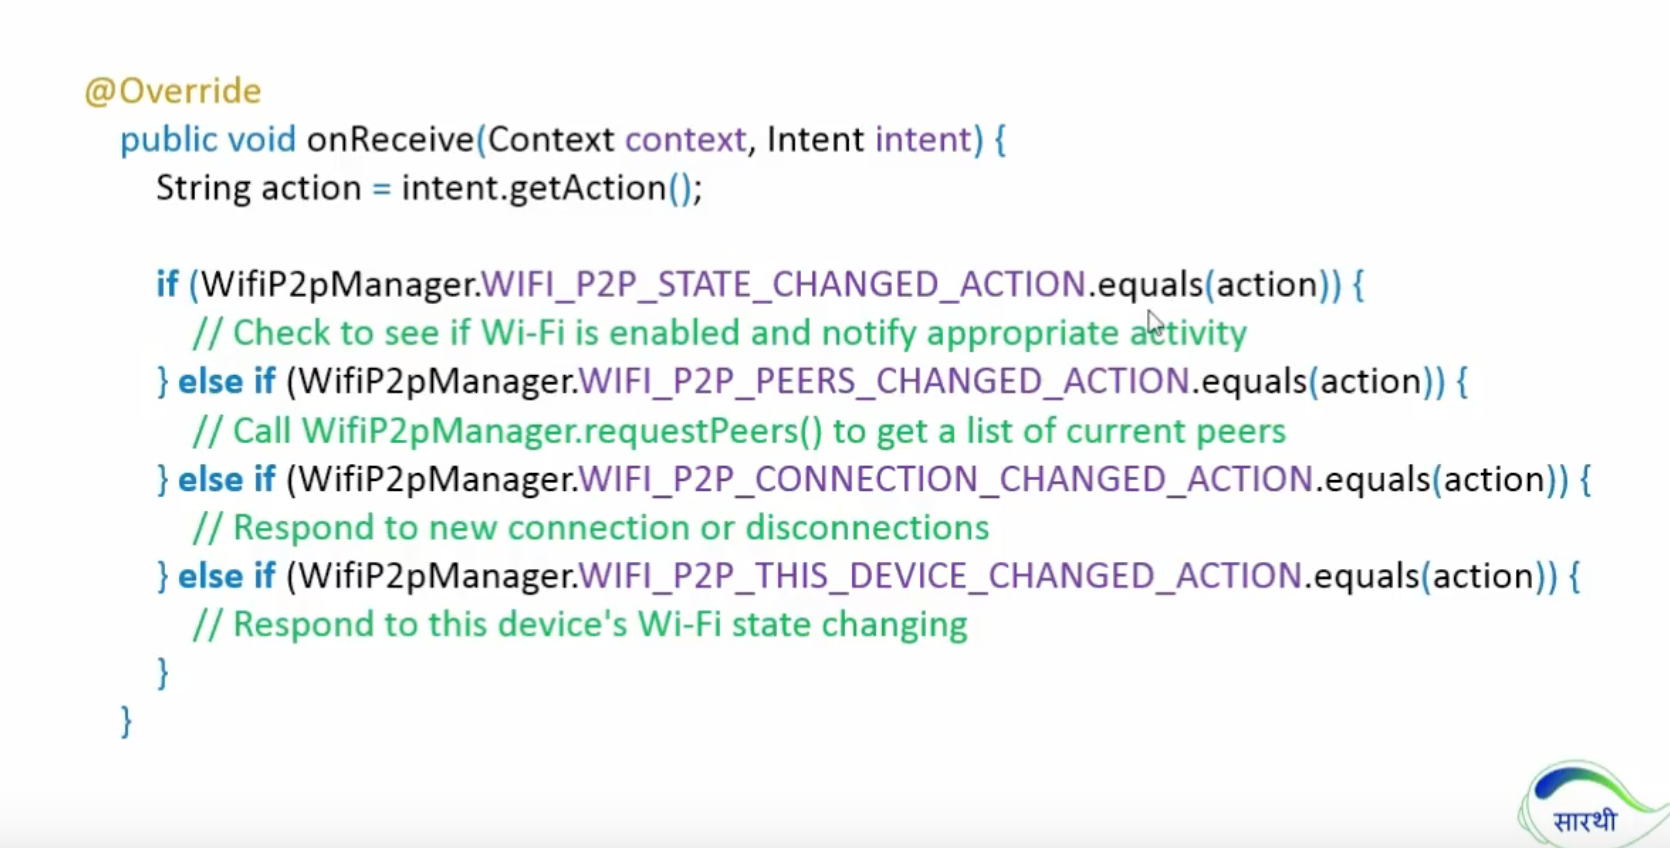 @Override
public void onReceive(Context context, Intent intent) {
String action = intent.getAction();
if (WifiP2pManager.WIFI_P2P_STATE_CHANGED_ACTION.equals(action)) {
// Check to see if Wi-Fi is enabled and notify appropriate activity
} else if (WifiP2pManager.WIFI_P2P_PEERS_CHANGED_ACTION.equals(action)) {
// Call WifiP2pManager.requestPeers() to get a list of current peers
} else if (WifiP2pManager.WIFI_P2P_CONNECTION_CHANGED_ACTION.equals(action)) {
// Respond to new connection or disconnections
} else if (WifiP2pManager.WIFI_P2P_THIS_DEVICE_CHANGED_ACTION.equals(action)) {
// Respond to this device's Wi-Fi state changing
}
}
सारथी